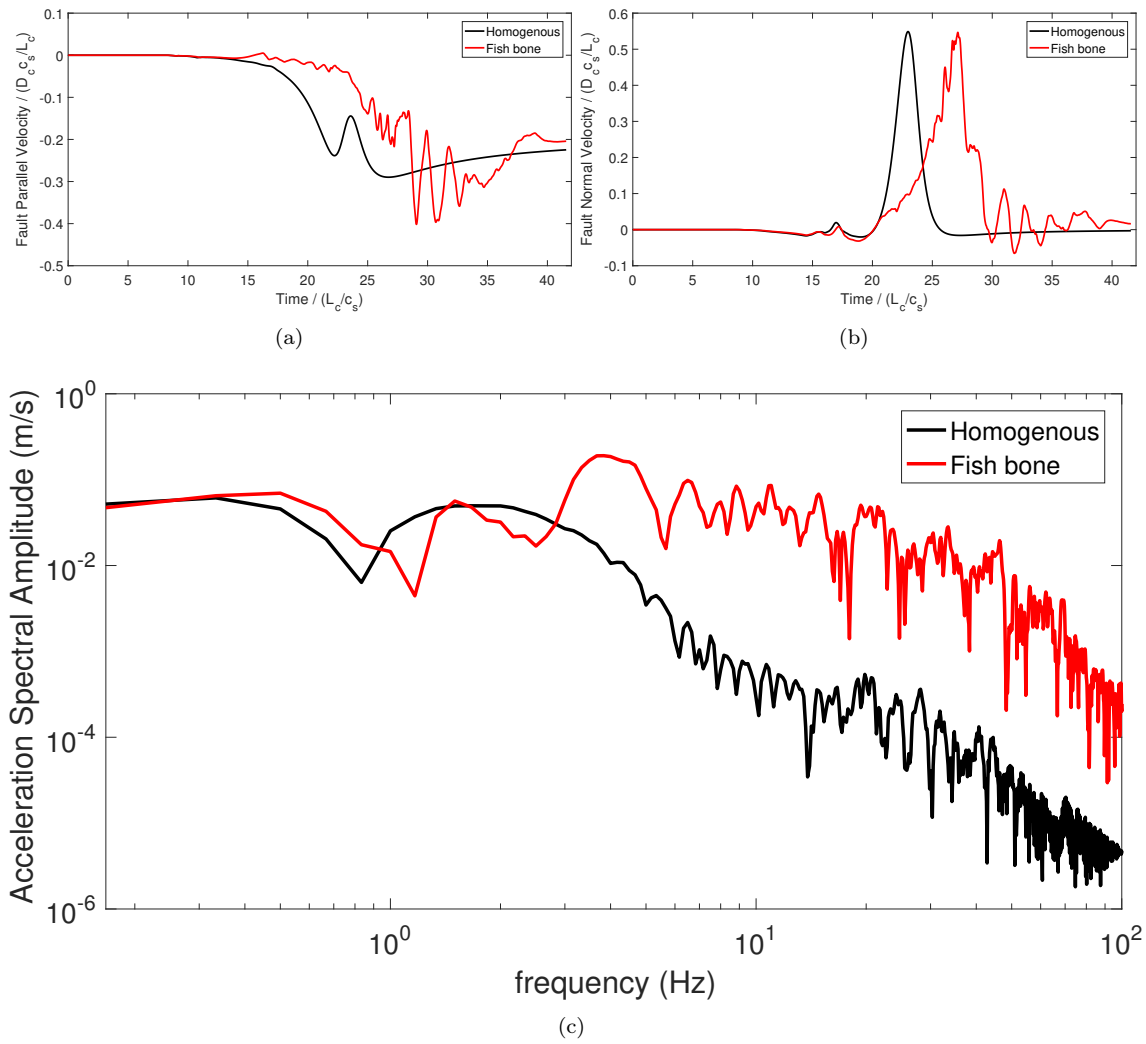 Homogenous
Fish bone
Fault Parallel Velocity / (D_c c_s/L_c)
0.1
0
-0.1
-0.2
-0.3
-0.4
-0.5
0 5 10 15 20 25 30 35 40
Time / (L_c/c_s)
(a)
Homogenous
Fish bone
Fault Normal Velocity / (D_c c_s/L_c)
0.6
0.5
0.4
0.3
0.2
0.1
0
-0.1
0 5 10 15 20 25 30 35 40
Time / (L_c/c_s)
(b)
Homogenous
Fish bone
Acceleration Spectral Amplitude (m/s)
10^0
10^-2
10^-4
10^-6
10^0 10^1 10^2
frequency (Hz)
(c)